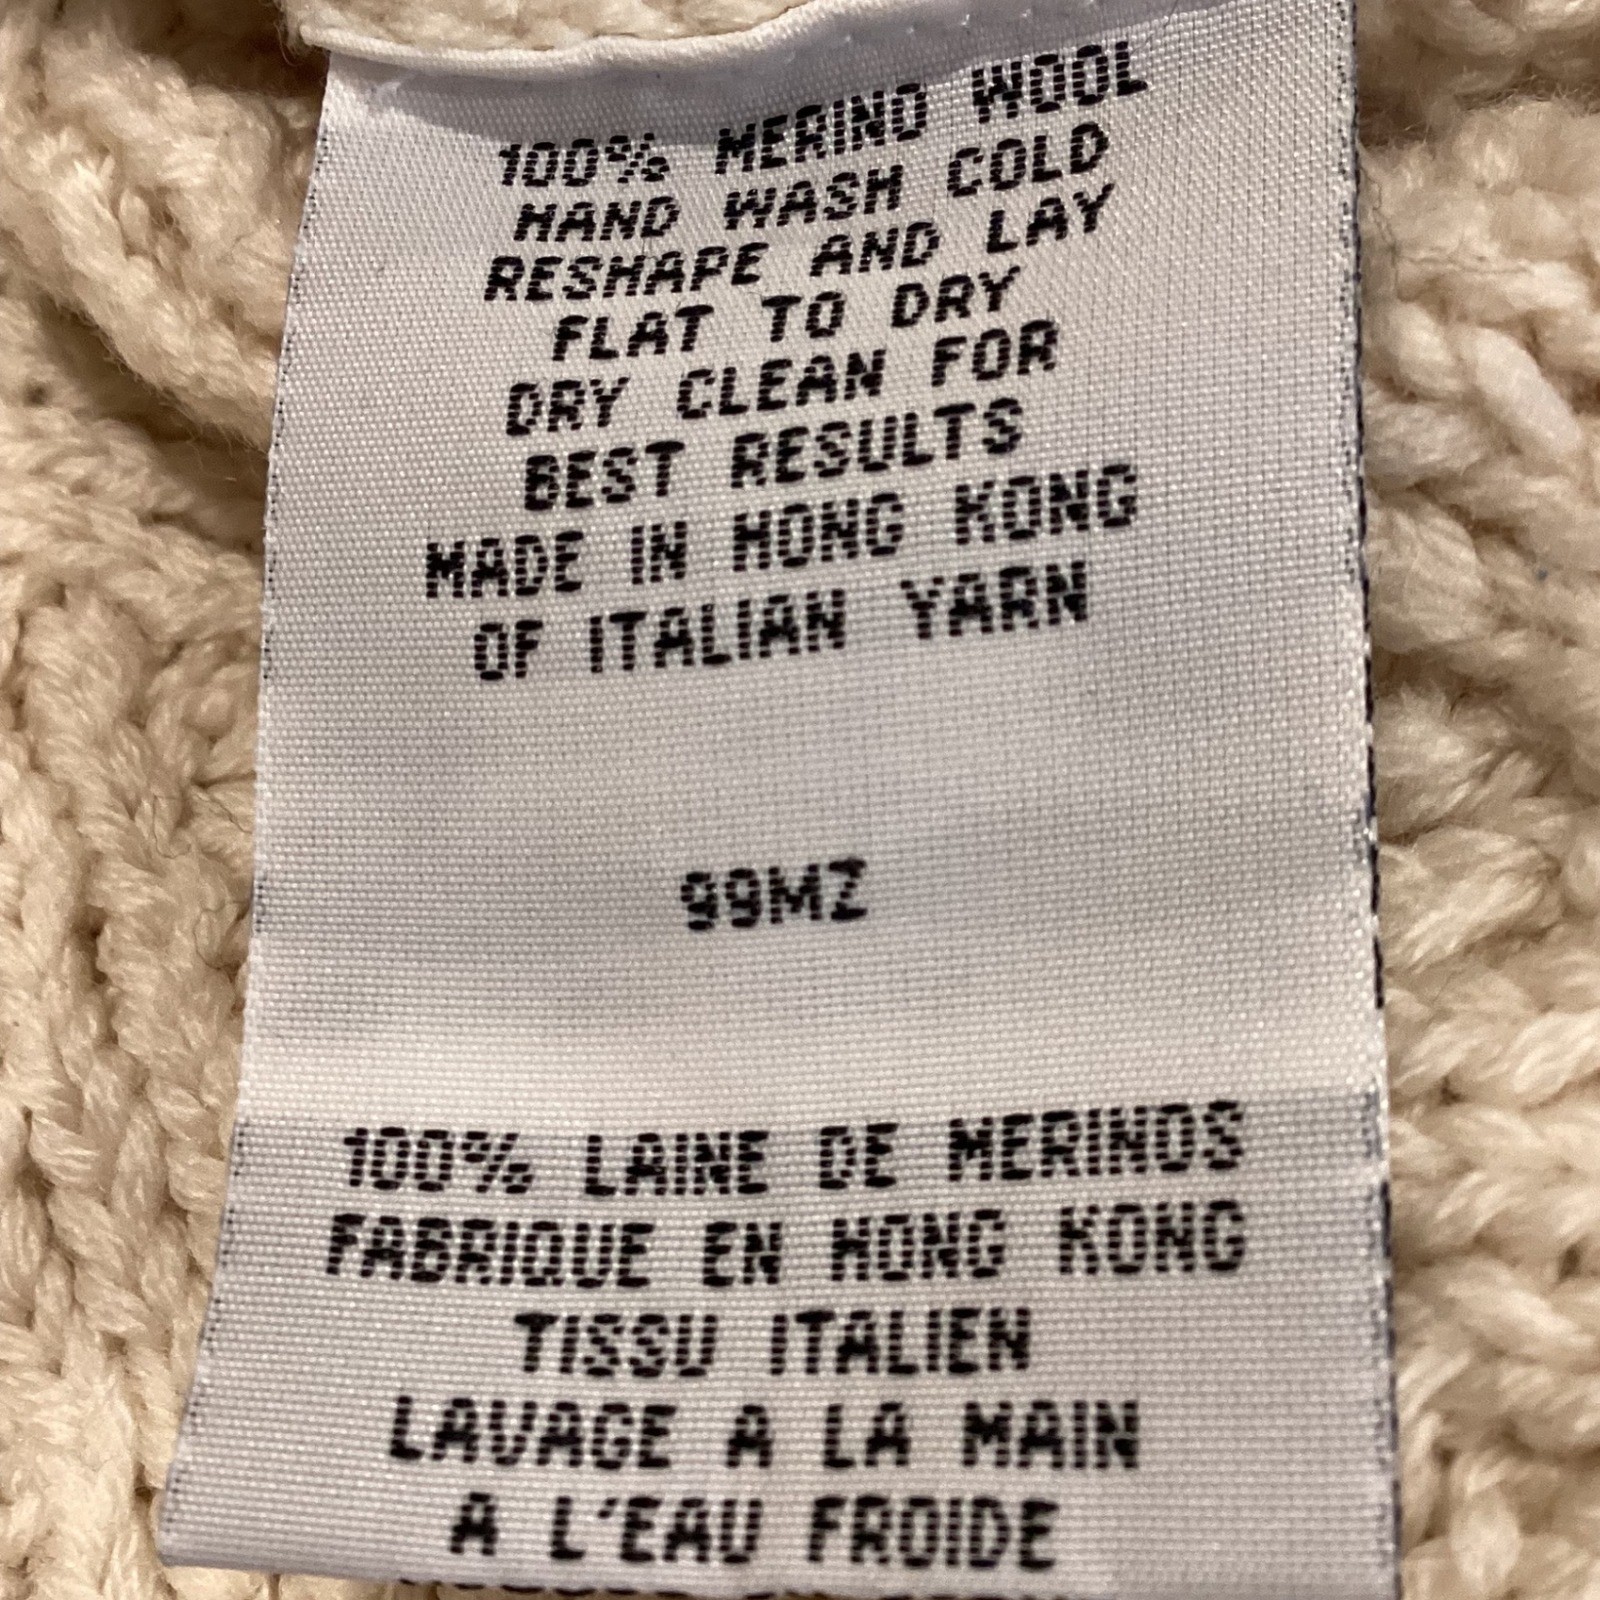 100% MERINO WOOL
HAND WASH COLD
RESHAPE AND LAY
FLAT TO DRY
DRY CLEAN FOR
BEST RESULTS
MADE IN HONG KONG
OF ITALIAN YARN
99MZ
100% LAINE DE MERINOS
FABRIQUE EN HONG KONG
TISSU ITALIEN
LAVAGE A LA MAIN
A L'EAU FROIDE